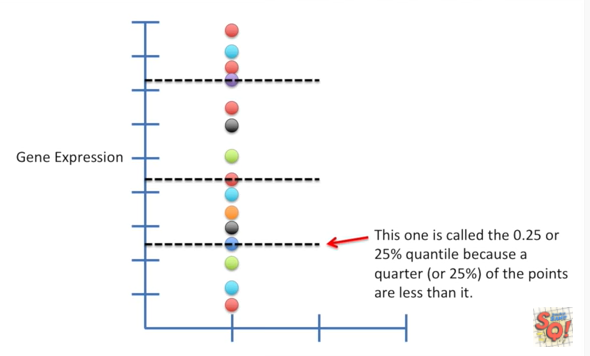 Gene Expression
This one is called the 0.25 or
25% quantile because a
quarter (or 25%) of the points
are less than it.
SQ!